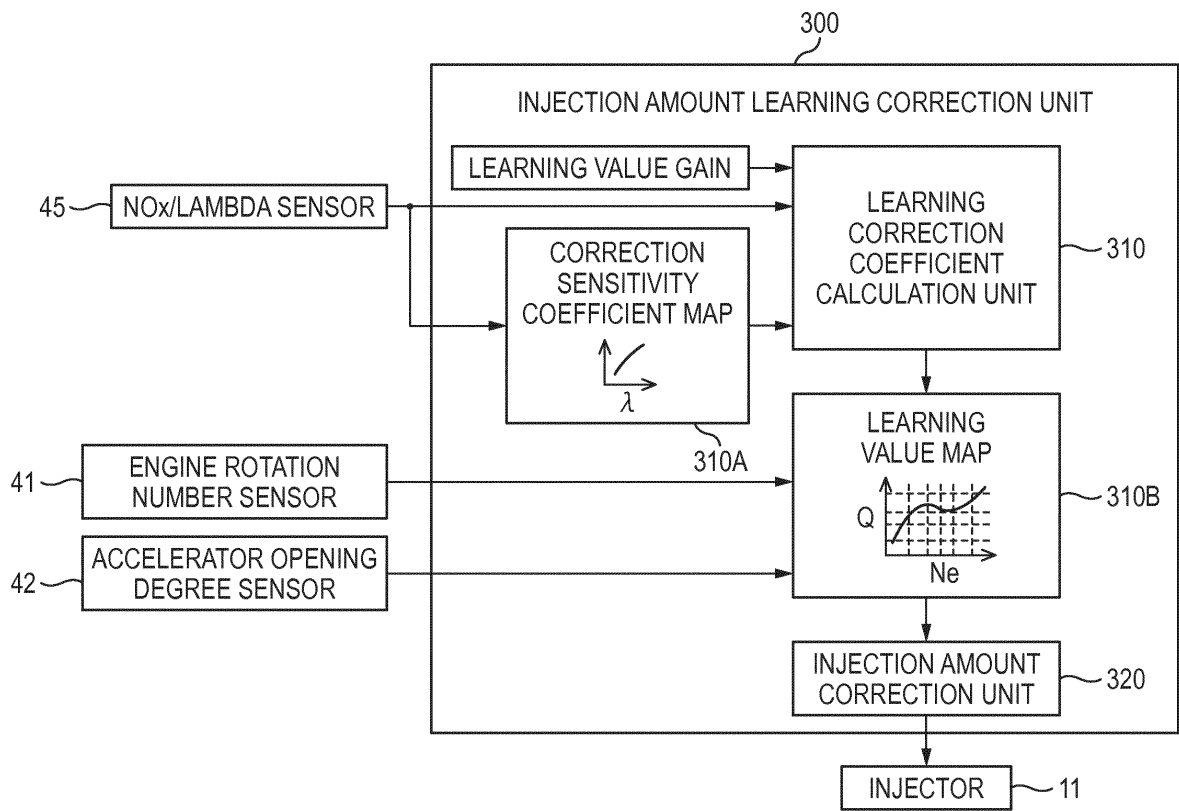 300
INJECTION AMOUNT LEARNING CORRECTION UNIT
LEARNING VALUE GAIN
45
NOx/LAMBDA SENSOR
LEARNING
CORRECTION
COEFFICIENT
CALCULATION UNIT
310
CORRECTION
SENSITIVITY
COEFFICIENT MAP
λ
310A
LEARNING
VALUE MAP
Q
Ne
310B
41
ENGINE ROTATION
NUMBER SENSOR
42
ACCELERATOR OPENING
DEGREE SENSOR
INJECTION AMOUNT
CORRECTION UNIT
320
INJECTOR
11